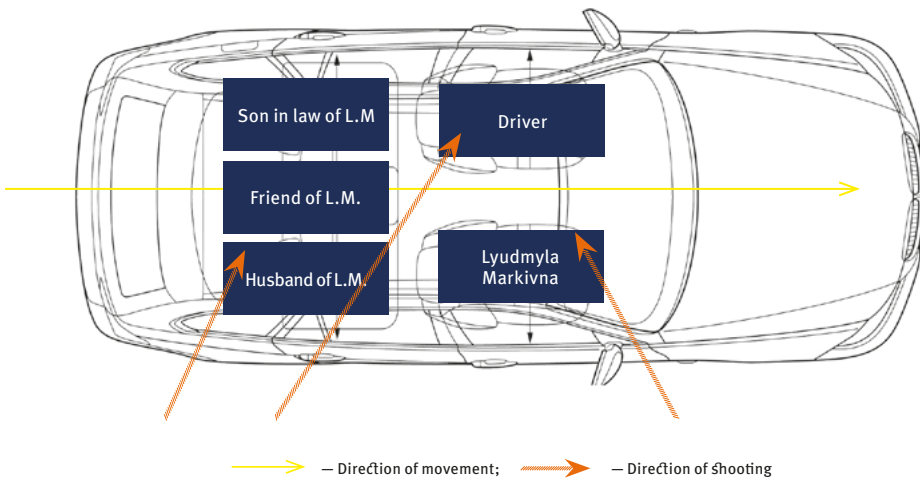 Son in law of L.M
Driver
Friend of L.M.
Husband of L.M.
Lyudmyla
Markivna
— Direction of movement;
— Direction of shooting